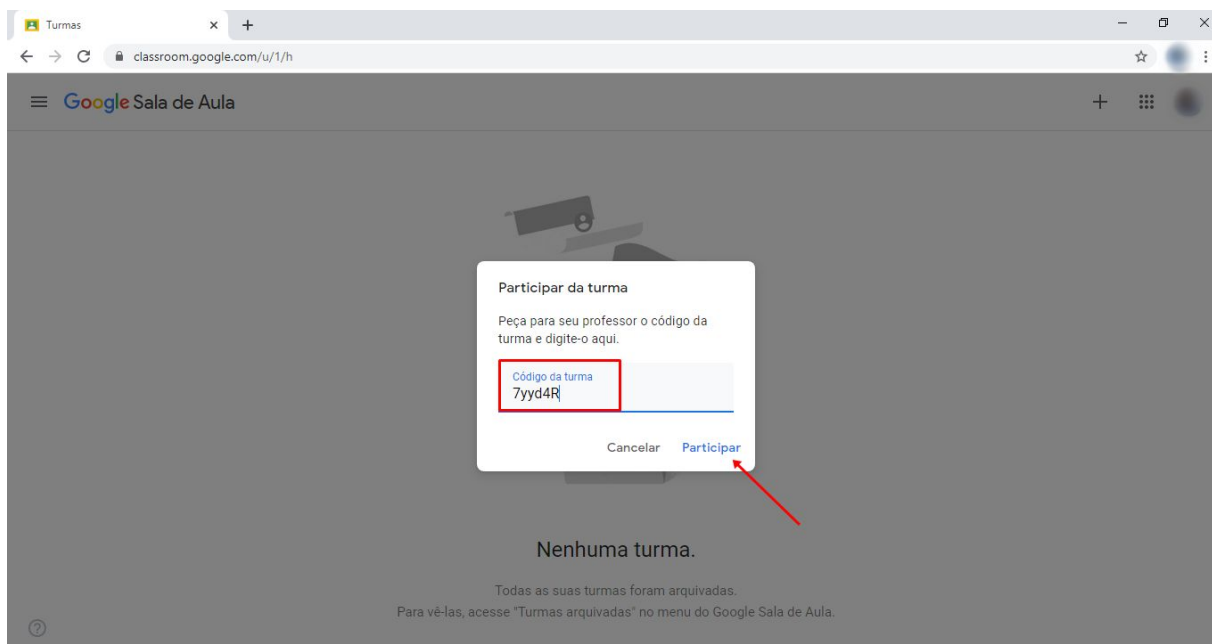 Turmas
classroom.google.com/u/1/h
Google Sala de Aula
Participar da turma
Peça para seu professor o código da
turma e digite-o aqui.
Código da turma
7yyd4R
Cancelar Participar
Nenhuma turma.
Todas as suas turmas foram arquivadas.
Para vê-las, acesse "Turmas arquivadas" no menu do Google Sala de Aula.